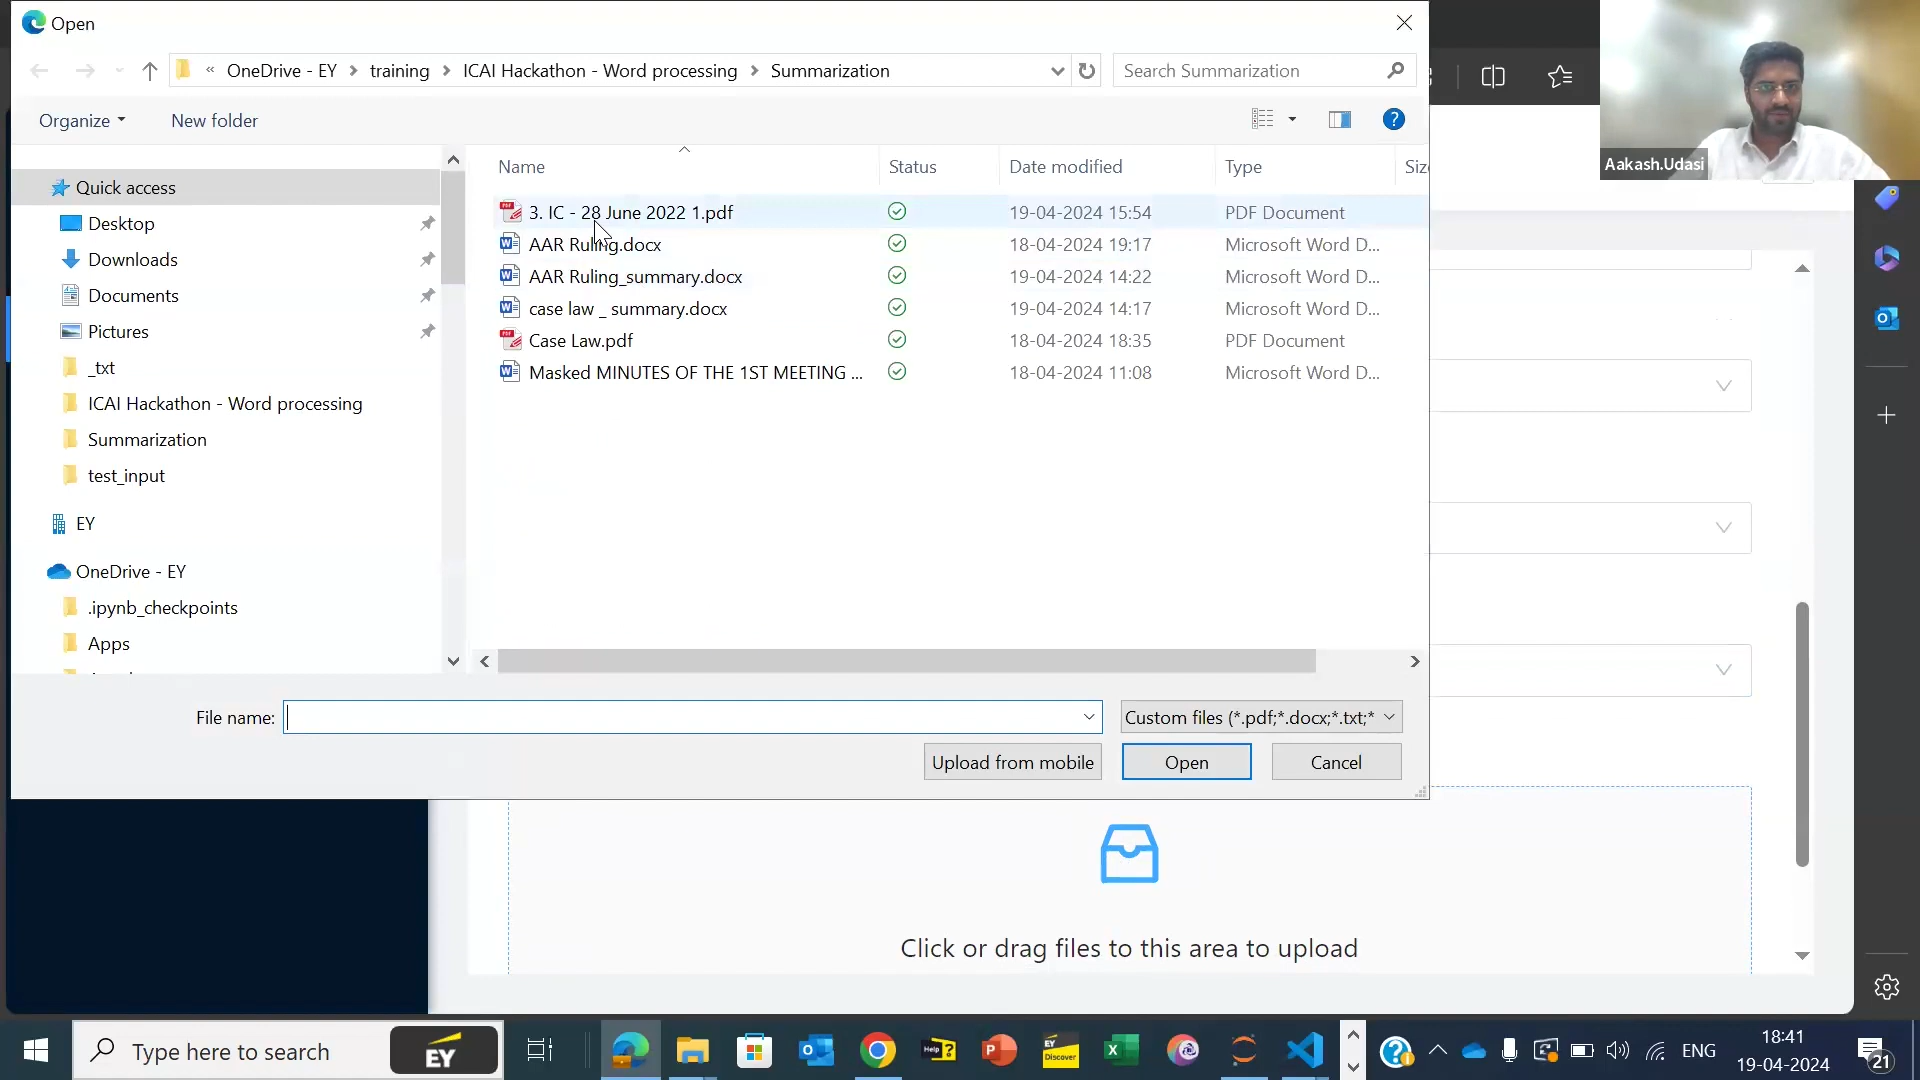 Open
« OneDrive - EY > training > ICAI Hackathon - Word processing > Summarization
Search Summarization
Organize
New folder
?
Aakash.Udasi
Name Status Date modified Type Siz
Quick access
Desktop
Downloads
Documents
Pictures
_txt
ICAI Hackathon - Word processing
Summarization
test_input
EY
OneDrive - EY
.ipynb_checkpoints
Apps
3. IC - 28 June 2022 1.pdf 19-04-2024 15:54 PDF Document
AAR Ruling.docx 18-04-2024 19:17 Microsoft Word D...
AAR Ruling_summary.docx 19-04-2024 14:22 Microsoft Word D...
case law _ summary.docx 19-04-2024 14:17 Microsoft Word D...
Case Law.pdf 18-04-2024 18:35 PDF Document
Masked MINUTES OF THE 1ST MEETING ... 18-04-2024 11:08 Microsoft Word D...
File name:
Custom files (*.pdf;*.docx;*.txt;*
Upload from mobile
Open
Cancel
Click or drag files to this area to upload
Type here to search
EY
Help ?
EY Discover
ENG
18:41
19-04-2024
21